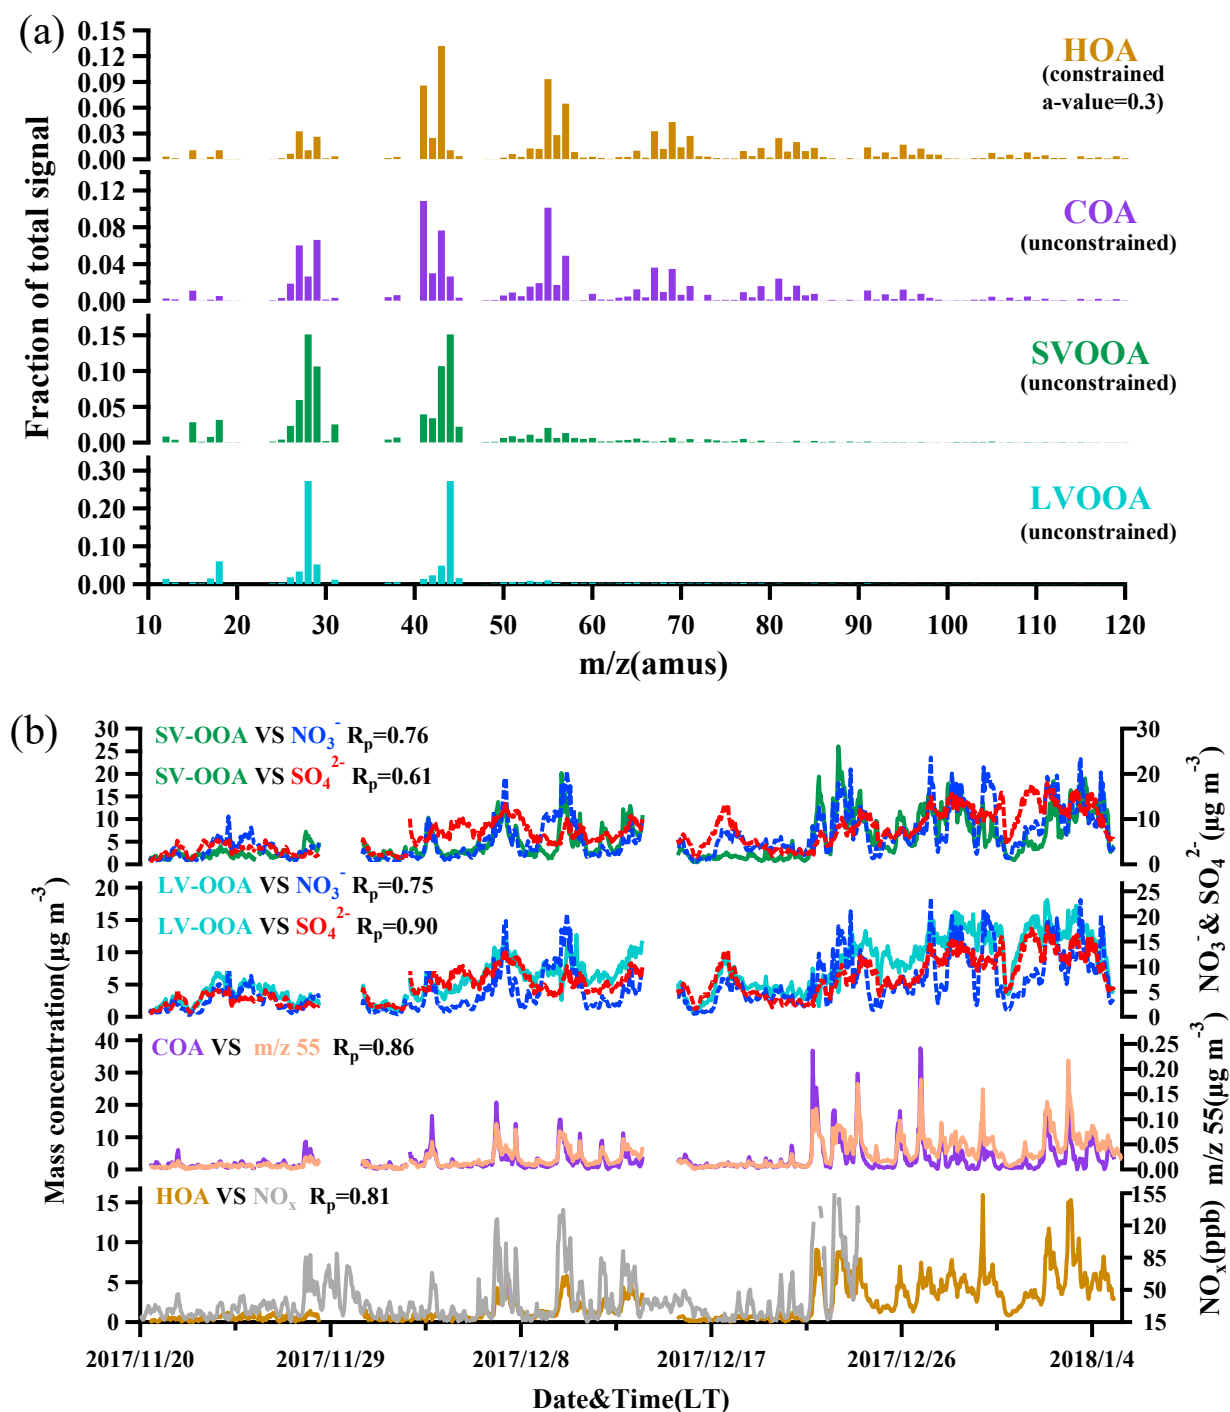 (a)
Fraction of total signal
0.15
0.12
0.09
0.06
0.03
0.00
HOA
(constrained
a-value=0.3)
0.12
0.08
0.04
0.00
COA
(unconstrained)
0.15
0.10
0.05
0.00
SVOOA
(unconstrained)
0.30
0.20
0.10
0.00
LVOOA
(unconstrained)
10 20 30 40 50 60 70 80 90 100 110 120
m/z(amus)
(b)
Mass concentration(µg m⁻³)
30
25
20
15
10
5
0
SV-OOA VS NO₃⁻ Rₚ=0.76
SV-OOA VS SO₄²⁻ Rₚ=0.61
30
20
10
0
NO₃⁻ & SO₄²⁻ (µg m⁻³)
20
15
10
5
0
LV-OOA VS NO₃⁻ Rₚ=0.75
LV-OOA VS SO₄²⁻ Rₚ=0.90
25
20
15
10
5
0
40
30
20
10
0
COA VS m/z 55 Rₚ=0.86
0.25
0.20
0.15
0.10
0.05
0.00
m/z 55(µg m⁻³)
15
10
5
0
HOA VS NOₓ Rₚ=0.81
155
120
85
50
15
NOₓ(ppb)
2017/11/20 2017/11/29 2017/12/8 2017/12/17 2017/12/26 2018/1/4
Date&Time(LT)